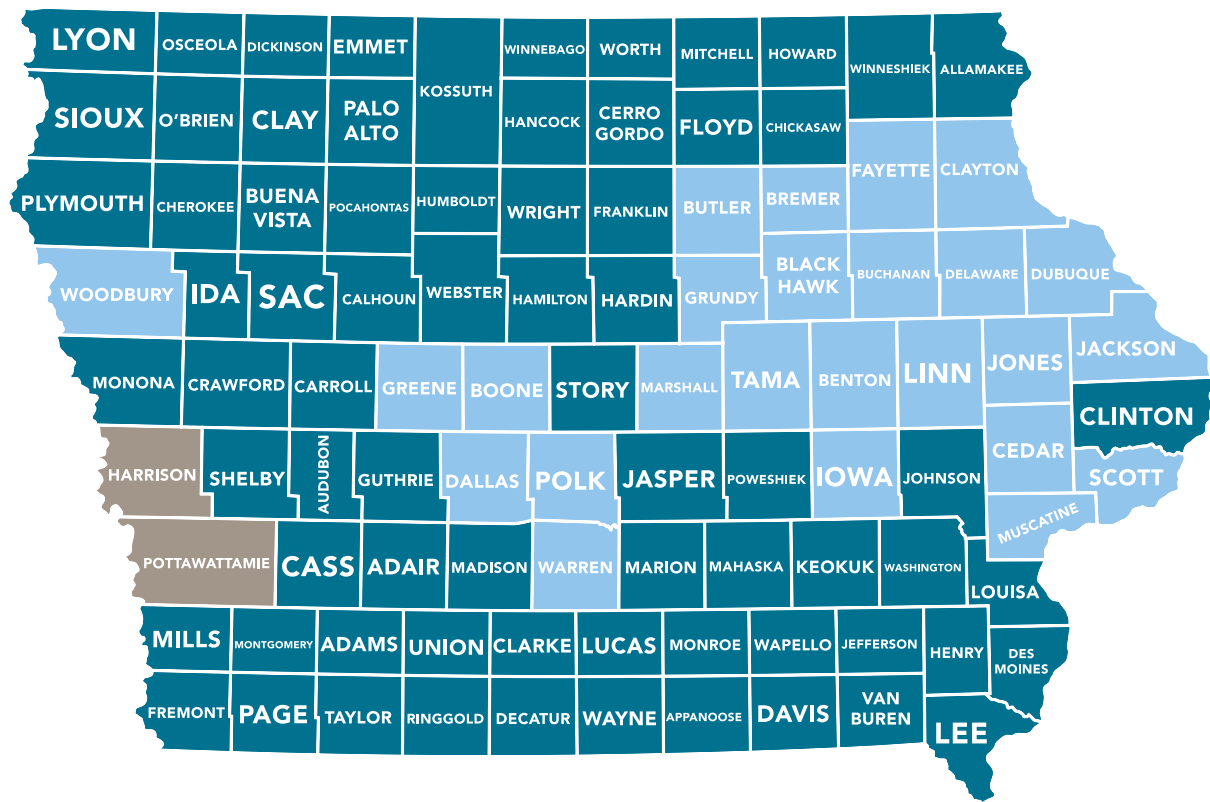 LYON
OSCEOLA
DICKINSON
EMMET
KOSSUTH
WINNEBAGO
WORTH
MITCHELL
HOWARD
WINNESHIEK
ALLAMAKEE
SIOUX
O'BRIEN
CLAY
PALO
ALTO
HANCOCK
CERRO
GORDO
FLOYD
CHICKASAW
FAYETTE
CLAYTON
PLYMOUTH
CHEROKEE
BUENA
VISTA
POCAHONTAS
HUMBOLDT
WRIGHT
FRANKLIN
BUTLER
BREMER
WOODBURY
IDA
SAC
CALHOUN
WEBSTER
HAMILTON
HARDIN
GRUNDY
BLACK
HAWK
BUCHANAN
DELAWARE
DUBUQUE
MONONA
CRAWFORD
CARROLL
GREENE
BOONE
STORY
MARSHALL
TAMA
BENTON
LINN
JONES
JACKSON
CLINTON
HARRISON
SHELBY
AUDUBON
GUTHRIE
DALLAS
POLK
JASPER
POWESHIEK
IOWA
JOHNSON
CEDAR
SCOTT
MUSCATINE
POTTAWATTAMIE
CASS
ADAIR
MADISON
WARREN
MARION
MAHASKA
KEOKUK
WASHINGTON
LOUISA
MILLS
MONTGOMERY
ADAMS
UNION
CLARKE
LUCAS
MONROE
WAPELLO
JEFFERSON
HENRY
DES
MOINES
FREMONT
PAGE
TAYLOR
RINGGOLD
DECATUR
WAYNE
APPANOOSE
DAVIS
VAN
BUREN
LEE